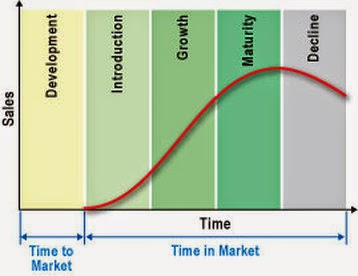 Development
Introduction
Growth
Maturity
Decline
Sales
Time
Time to
Market
Time in Market